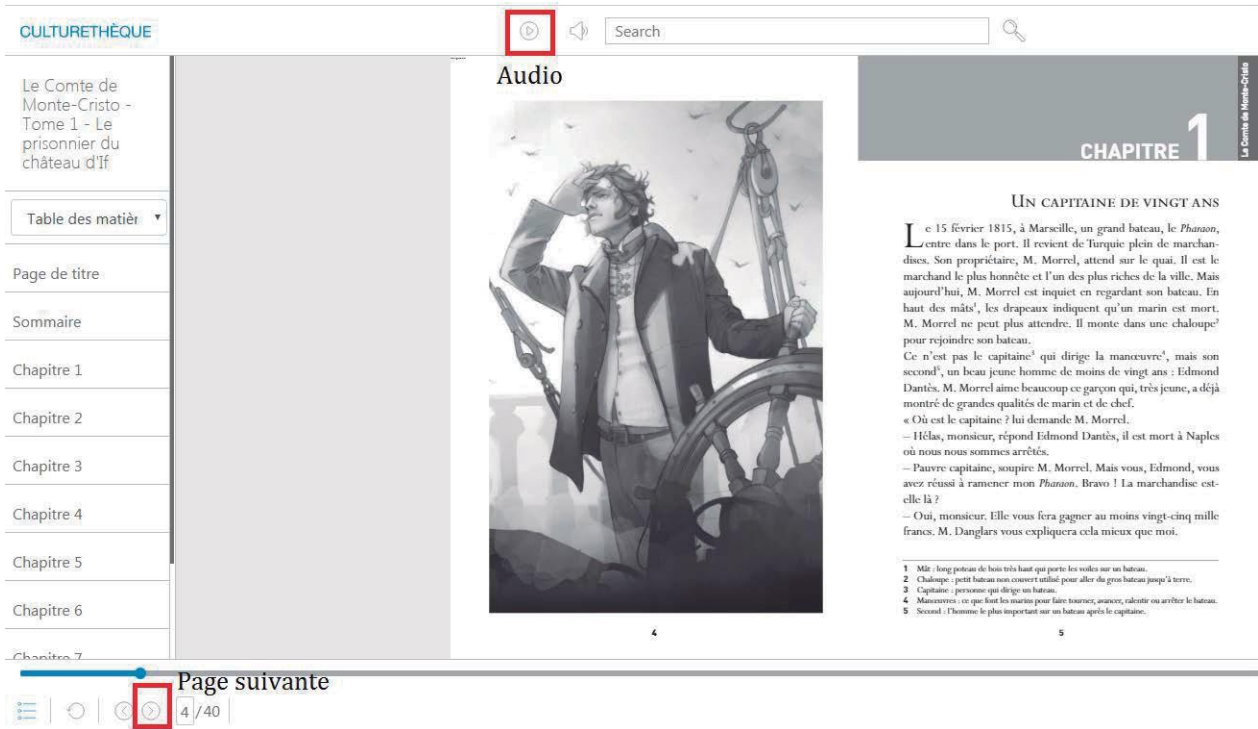 CULTURETHÈQUE
Search
Audio
Le Comte de
Monte-Cristo -
Tome 1 - Le
prisonnier du
château d'If
Table des matièr
Page de titre
Sommaire
Chapitre 1
Chapitre 2
Chapitre 3
Chapitre 4
Chapitre 5
Chapitre 6
Chapitre 7
4
Le Comte de Monte-Cristo
CHAPITRE 1
UN CAPITAINE DE VINGT ANS
Le 15 février 1815, à Marseille, un grand bateau, le Pharaon,
entre dans le port. Il revient de Turquie plein de marchan-
dises. Son propriétaire, M. Morrel, attend sur le quai. Il est le
marchand le plus honnête et l'un des plus riches de la ville. Mais
aujourd'hui, M. Morrel est inquiet en regardant son bateau. En
haut des mâts¹, les drapeaux indiquent qu'un marin est mort.
M. Morrel ne peut plus attendre. Il monte dans une chaloupe²
pour rejoindre son bateau.
Ce n'est pas le capitaine³ qui dirige la manœuvre⁴, mais son
second⁵, un beau jeune homme de moins de vingt ans : Edmond
Dantès. M. Morrel aime beaucoup ce garçon qui, très jeune, a déjà
montré de grandes qualités de marin et de chef.
« Où est le capitaine ? lui demande M. Morrel.
– Hélas, monsieur, répond Edmond Dantès, il est mort à Naples
où nous nous sommes arrêtés.
– Pauvre capitaine, soupire M. Morrel. Mais vous, Edmond, vous
avez réussi à ramener mon Pharaon. Bravo ! La marchandise est-
elle là ?
– Oui, monsieur. Elle vous fera gagner au moins vingt-cinq mille
francs. M. Danglars vous expliquera cela mieux que moi.
1 Mât : long poteau de bois très haut qui porte les voiles sur un bateau.
2 Chaloupe : petit bateau non couvert utilisé pour aller du gros bateau jusqu'à terre.
3 Capitaine : personne qui dirige un bateau.
4 Manœuvres : ce que font les marins pour faire tourner, avancer, ralentir ou arrêter le bateau.
5 Second : l'homme le plus important sur un bateau après le capitaine.
5
Page suivante
4 /40